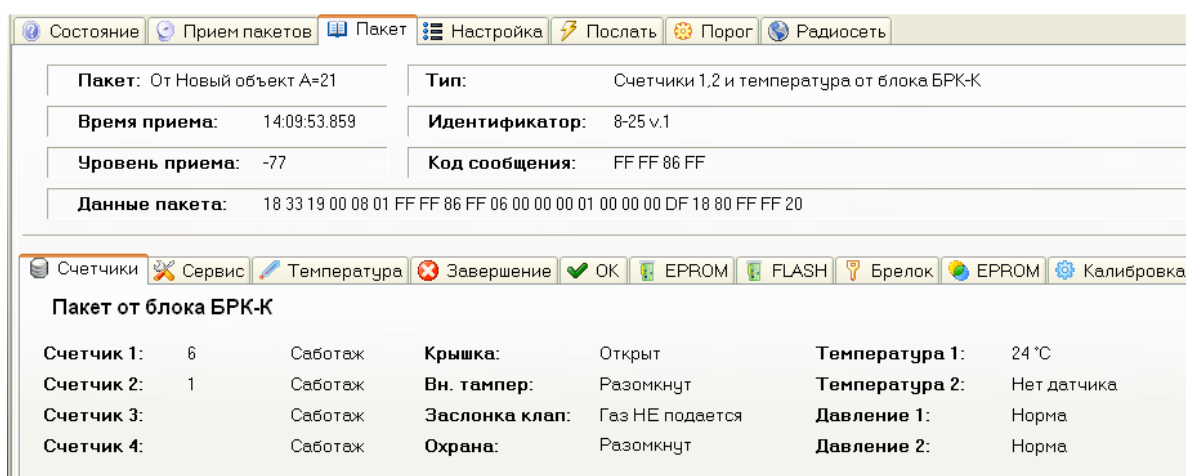 Состояние Прием пакетов Пакет Настройка Послать Порог Радиосеть
Пакет: От Новый объект А=21 Тип: Счетчики 1,2 и температура от блока БРК-К
Время приема: 14:09:53.859 Идентификатор: 8-25 v.1
Уровень приема: -77 Код сообщения: FF FF 86 FF
Данные пакета: 18 33 19 00 08 01 FF FF 86 FF 06 00 00 00 01 00 00 00 DF 18 80 FF FF 20
Счетчики Сервис Температура Завершение OK EPROM FLASH Брелок EPROM Калибровка
Пакет от блока БРК-К
Счетчик 1: 6 Саботаж Крышка: Открыт Температура 1: 24 °C
Счетчик 2: 1 Саботаж Вн. тампер: Разомкнут Температура 2: Нет датчика
Счетчик 3: Саботаж Заслонка клап: Газ НЕ подается Давление 1: Норма
Счетчик 4: Саботаж Охрана: Разомкнут Давление 2: Норма